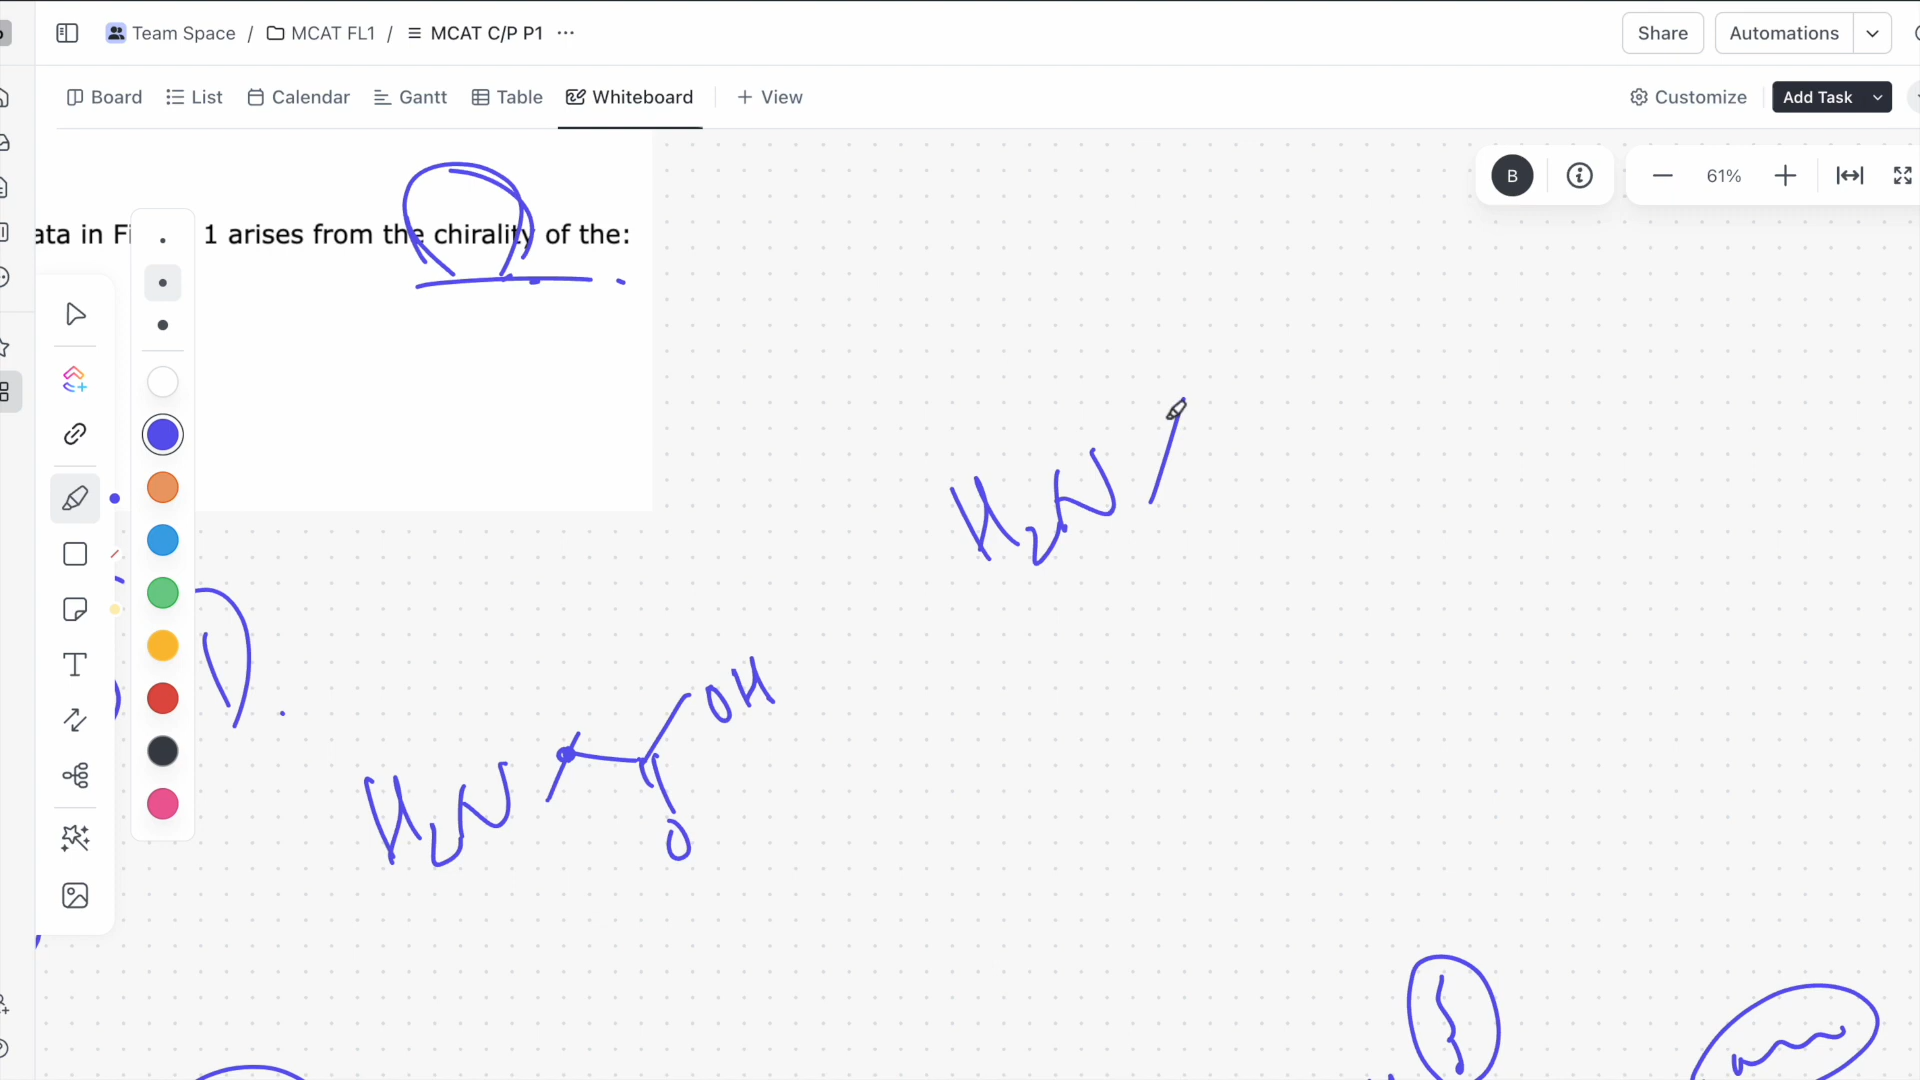 Team Space / MCAT FL1 / MCAT C/P P1 ...
Share
Automations
Board
List
Calendar
Gantt
Table
Whiteboard
+ View
Customize
Add Task
B
61%
ata in Fi 1 arises from the chirality of the:
H2N
D.
OH
H2N
O
T